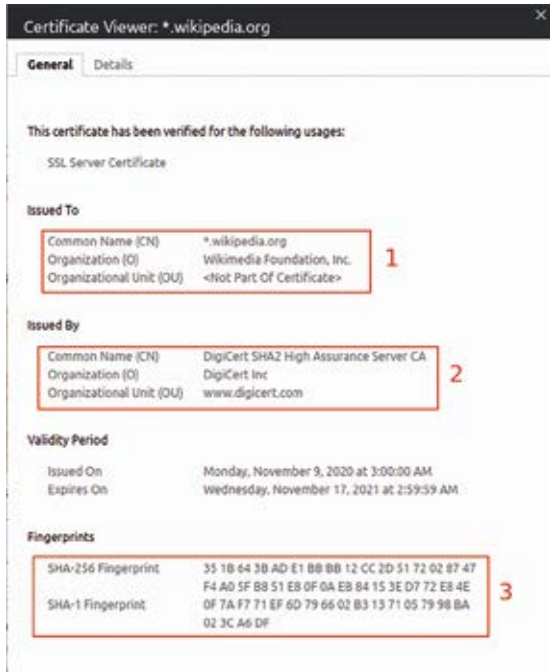 Certificate Viewer: *.wikipedia.org
×
General Details
This certificate has been verified for the following usages:
SSL Server Certificate
Issued To
Common Name (CN) *.wikipedia.org
Organization (O) Wikimedia Foundation, Inc.
Organizational Unit (OU) <Not Part Of Certificate>
1
Issued By
Common Name (CN) DigiCert SHA2 High Assurance Server CA
Organization (O) DigiCert Inc
Organizational Unit (OU) www.digicert.com
2
Validity Period
Issued On Monday, November 9, 2020 at 3:00:00 AM
Expires On Wednesday, November 17, 2021 at 2:59:59 AM
Fingerprints
SHA-256 Fingerprint 35 1B 64 3B AD E1 BB BB 12 CC 2D 51 72 02 87 47
F4 A0 5F B8 51 E8 0F 0A EB 84 15 3E D7 72 E8 4E
SHA-1 Fingerprint 0F 7A F7 71 EF 6D 79 66 02 B3 13 71 05 79 98 BA
02 3C A6 DF
3